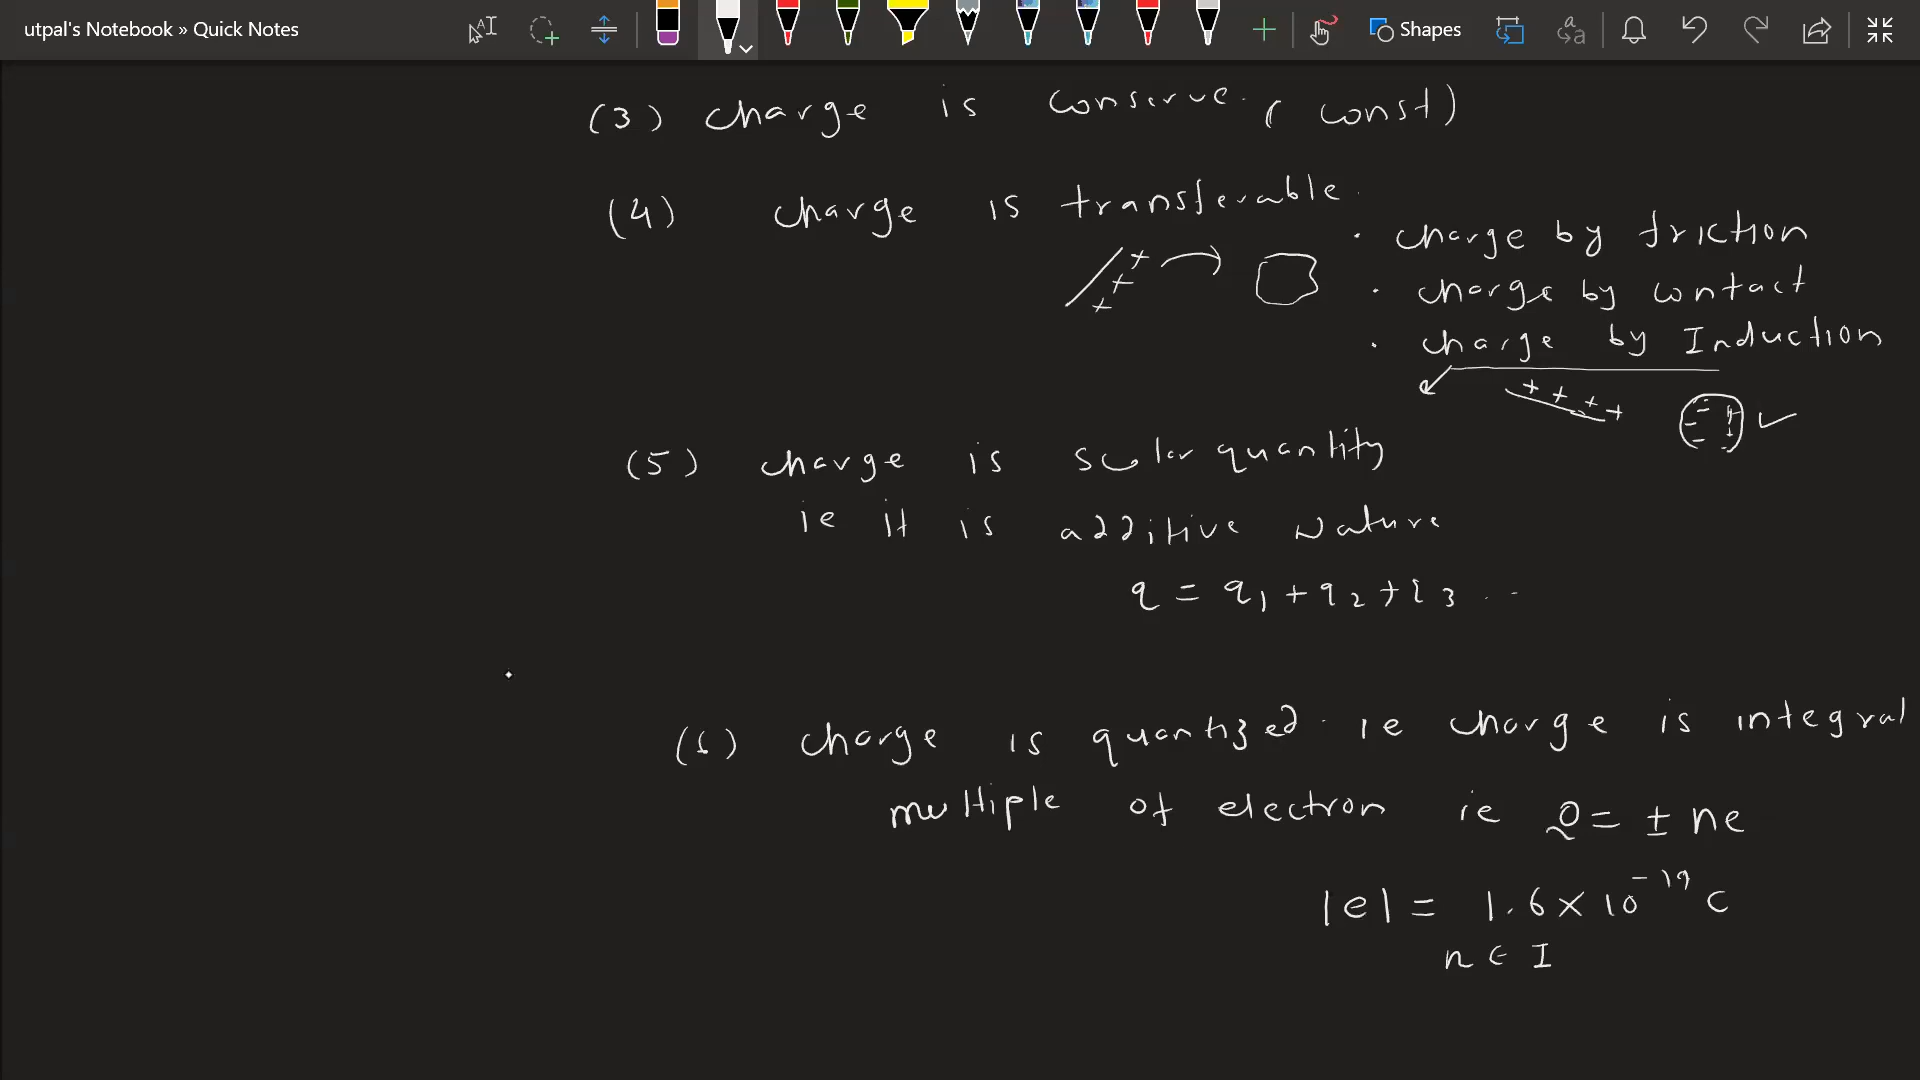 utpal's Notebook » Quick Notes
Shapes
(3) charge is conserve. (const)
(4) charge is transferable.
• charge by friction
• charge by contact
• charge by Induction
(5) charge is scalar quantity
ie it is additive Nature
q = q1 + q2 + q3 ...
(6) charge is quantized. ie charge is integral
multiple of electron ie Q = ± ne
|e| = 1.6 × 10^-19 C
n ∈ I